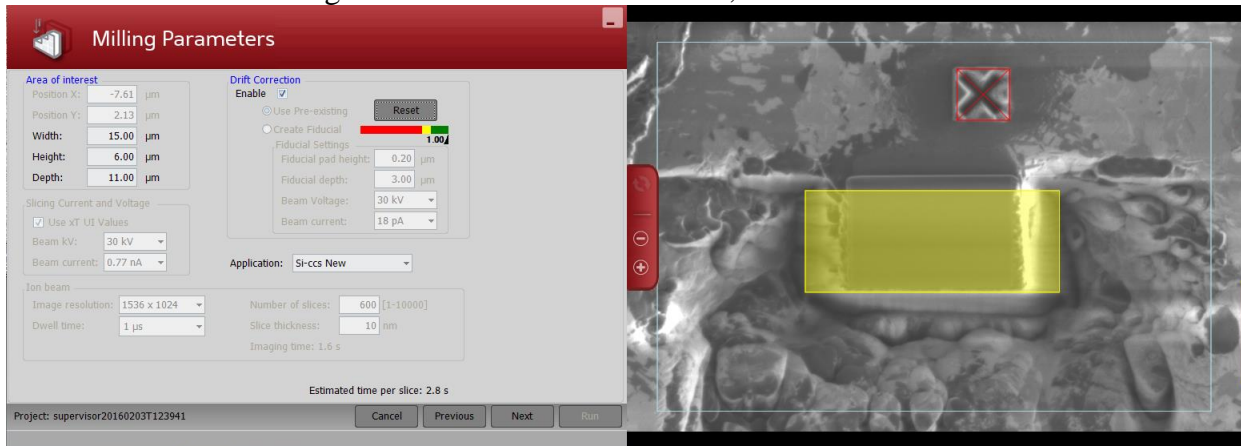 Milling Parameters
Area of interest
Position X: -7.61 µm
Position Y: 2.13 µm
Width: 15.00 µm
Height: 6.00 µm
Depth: 11.00 µm
Slicing Current and Voltage
Use xT UI Values
Beam kV: 30 kV
Beam current: 0.77 nA
Drift Correction
Enable
Use Pre-existing
Reset
Create Fiducial
1.00
Fiducial Settings
Fiducial pad height: 0.20 µm
Fiducial depth: 3.00 µm
Beam Voltage: 30 kV
Beam current: 18 pA
Application: Si-ccs New
Ion beam
Image resolution: 1536 x 1024
Dwell time: 1 µs
Number of slices: 600 [1-10000]
Slice thickness: 10 nm
Imaging time: 1.6 s
Estimated time per slice: 2.8 s
Project: supervisor20160203T123941
Cancel
Previous
Next
Run